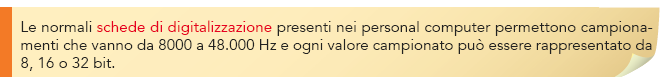 Le normali schede di digitalizzazione presenti nei personal computer permettono campiona-
menti che vanno da 8000 a 48.000 Hz e ogni valore campionato può essere rappresentato da
8, 16 o 32 bit.